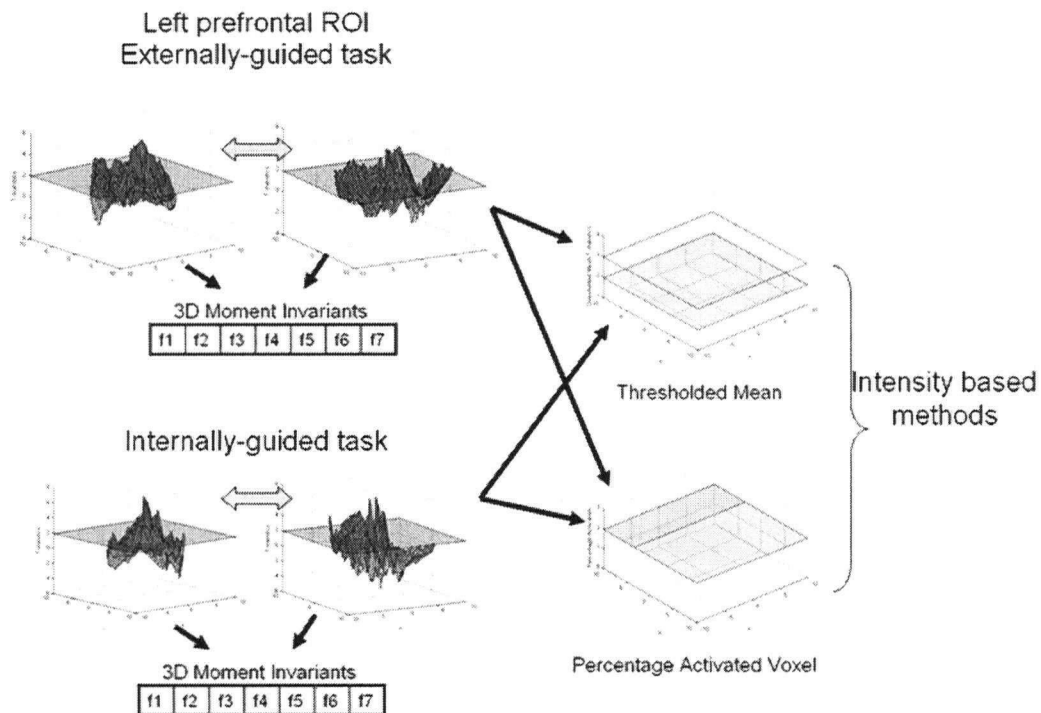 Left prefrontal ROI
Externally-guided task
3D Moment Invariants
f1 f2 f3 f4 f5 f6 f7
Thresholded Mean
Intensity based
methods
Internally-guided task
3D Moment Invariants
f1 f2 f3 f4 f5 f6 f7
Percentage Activated Voxel